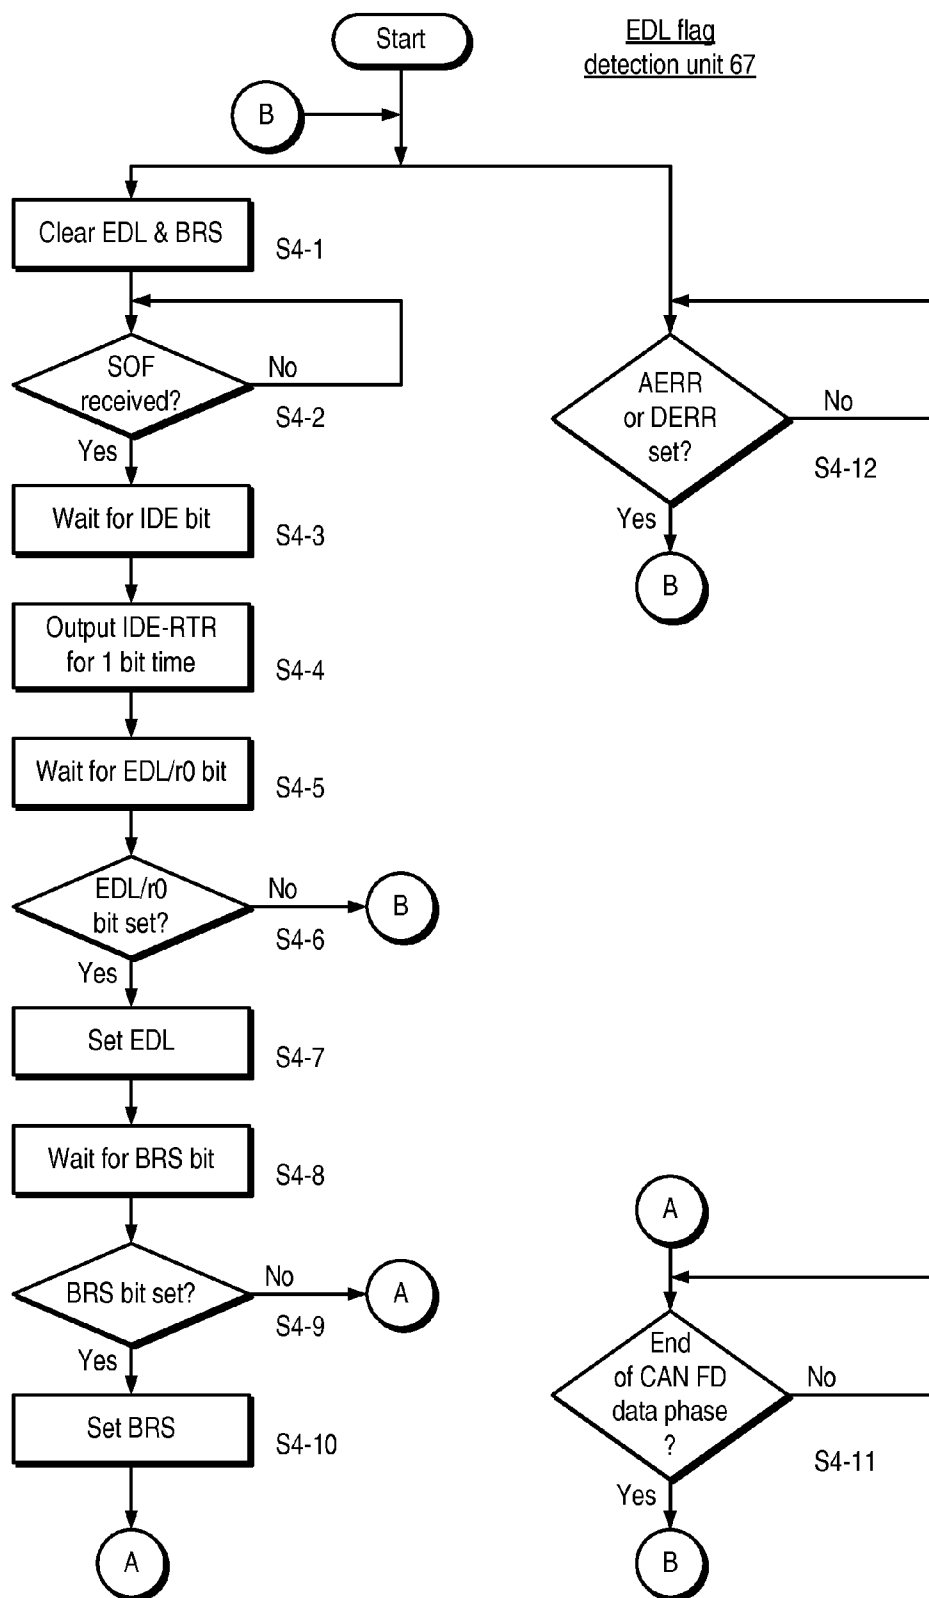 Start
EDL flag
detection unit 67
B
Clear EDL & BRS
S4-1
SOF
received?
No
S4-2
Yes
Wait for IDE bit
S4-3
Output IDE-RTR
for 1 bit time
S4-4
Wait for EDL/r0 bit
S4-5
EDL/r0
bit set?
No
B
S4-6
Yes
Set EDL
S4-7
Wait for BRS bit
S4-8
BRS bit set?
No
A
S4-9
Yes
Set BRS
S4-10
A
AERR
or DERR
set?
No
S4-12
Yes
B
A
End
of CAN FD
data phase
?
No
S4-11
Yes
B